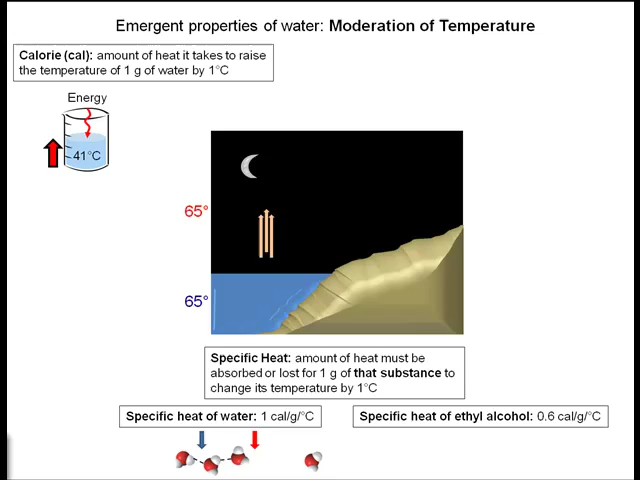 Emergent properties of water: Moderation of Temperature
Calorie (cal): amount of heat it takes to raise
the temperature of 1 g of water by 1°C
Energy
41°C
65°
65°
Specific Heat: amount of heat must be
absorbed or lost for 1 g of that substance to
change its temperature by 1°C
Specific heat of water: 1 cal/g/°C
Specific heat of ethyl alcohol: 0.6 cal/g/°C